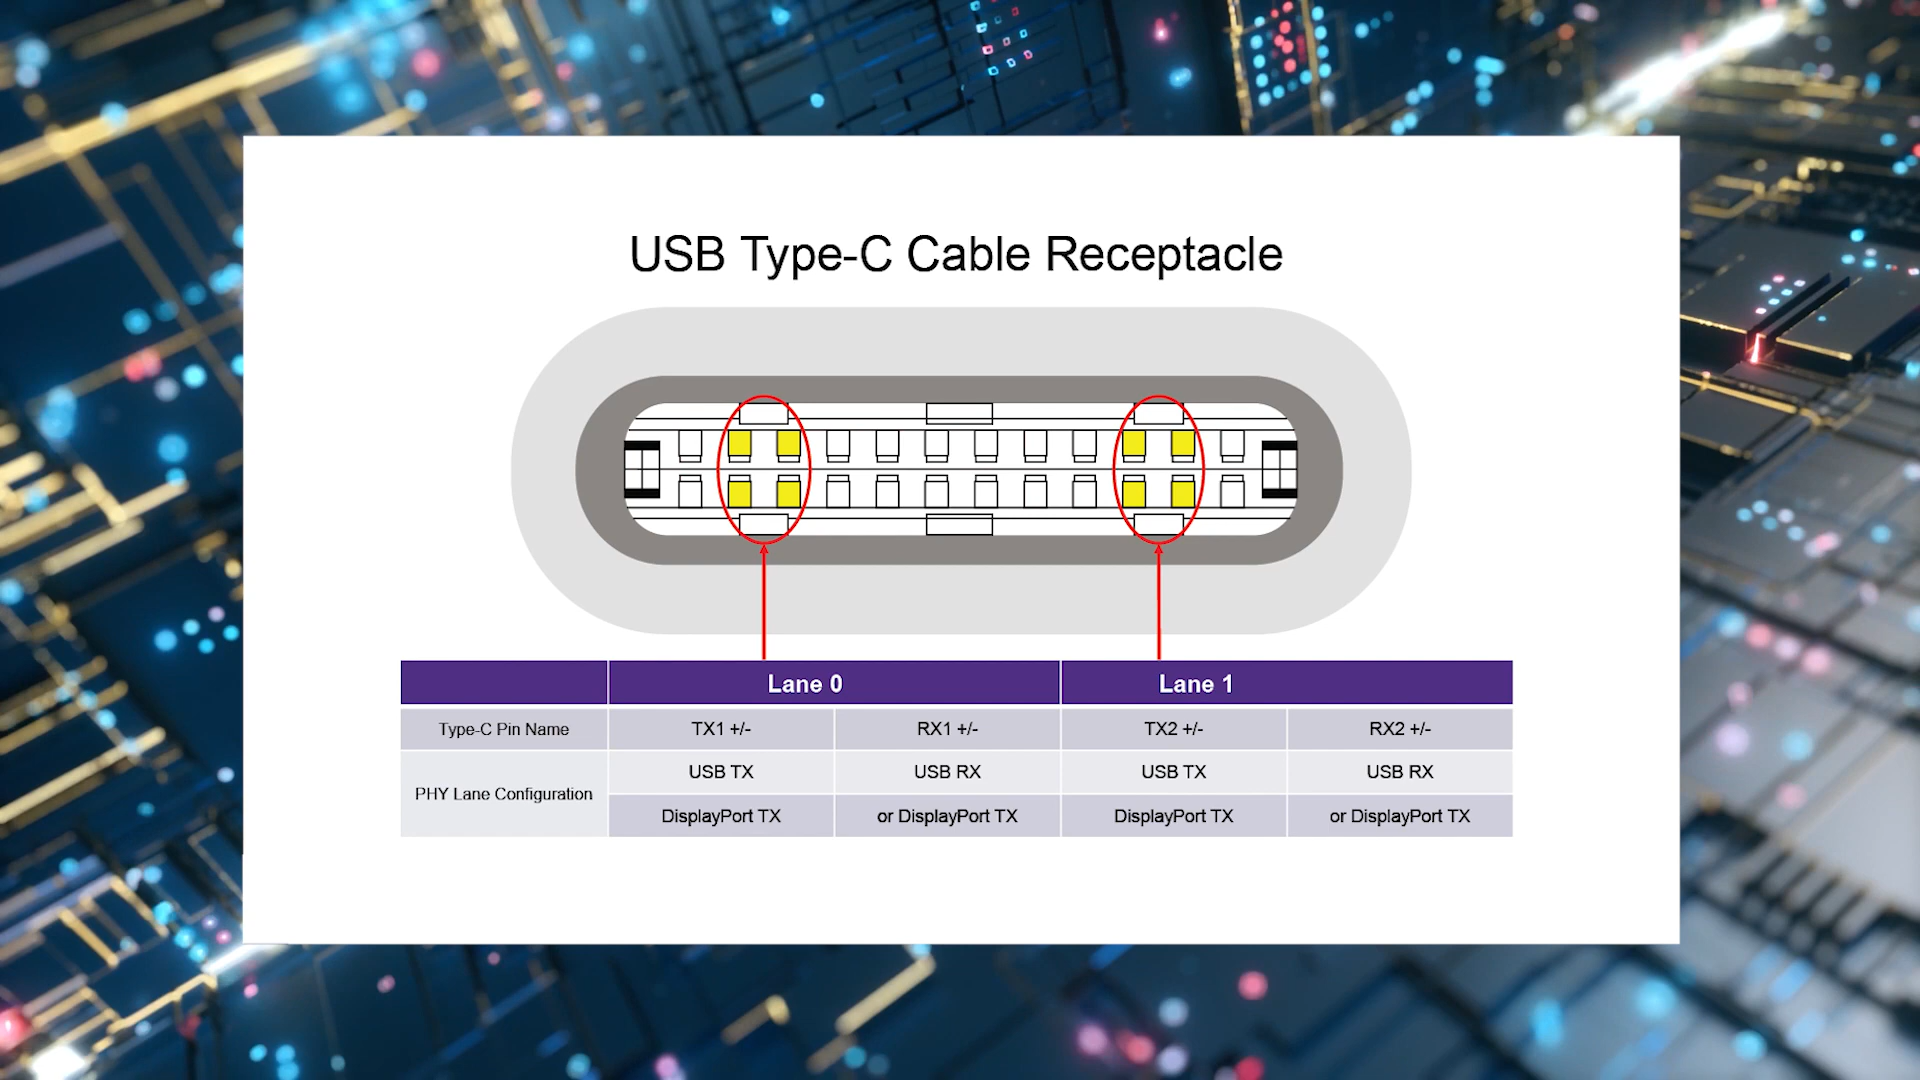 USB Type-C Cable Receptacle
Lane 0 Lane 1
Type-C Pin Name TX1 +/- RX1 +/- TX2 +/- RX2 +/-
PHY Lane Configuration USB TX USB RX USB TX USB RX
DisplayPort TX or DisplayPort TX DisplayPort TX or DisplayPort TX